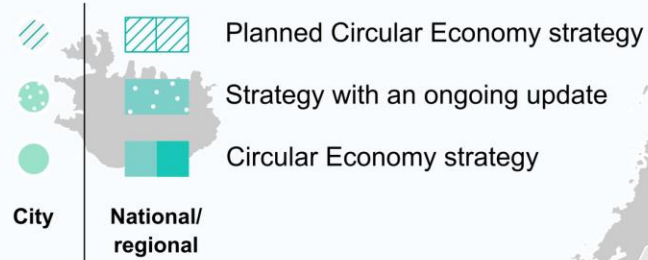 Planned Circular Economy strategy
Strategy with an ongoing update
Circular Economy strategy
City
National/
regional